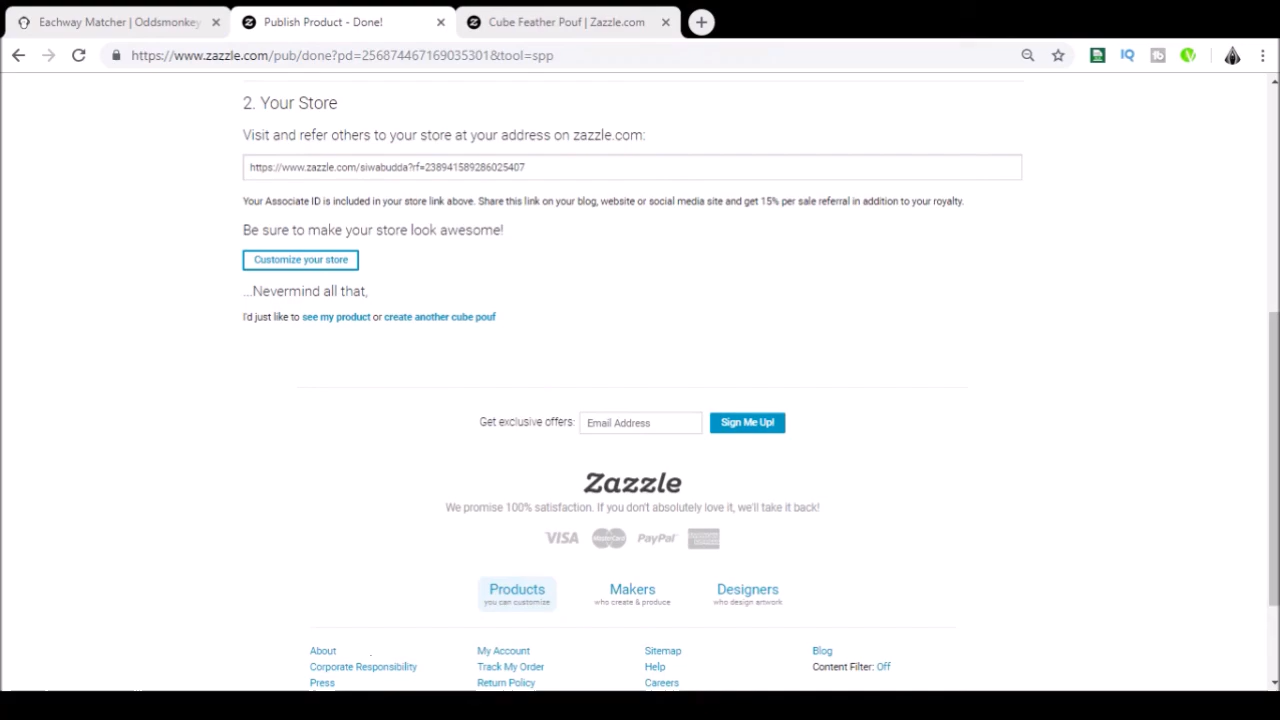 Eachway Matcher | Oddsmonkey
Publish Product - Done!
Cube Feather Pouf | Zazzle.com
https://www.zazzle.com/pub/done?pd=256874467169035301&tool=spp
2. Your Store
Visit and refer others to your store at your address on zazzle.com:
https://www.zazzle.com/siwabudda?rf=238941589286025407
Your Associate ID is included in your store link above. Share this link on your blog, website or social media site and get 15% per sale referral in addition to your royalty.
Be sure to make your store look awesome!
Customize your store
...Nevermind all that,
I'd just like to see my product or create another cube pouf
Get exclusive offers: Email Address Sign Me Up!
Zazzle
We promise 100% satisfaction. If you don't absolutely love it, we'll take it back!
VISA MasterCard PayPal
Products Makers Designers
you can customize who create & produce who design artwork
About My Account Sitemap Blog
Corporate Responsibility Track My Order Help Content Filter: Off
Press Return Policy Careers